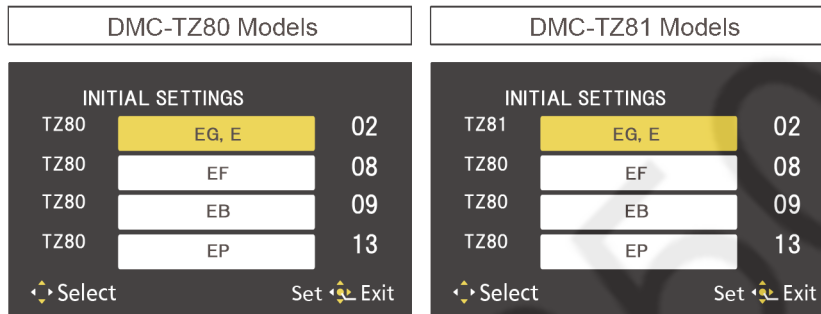 DMC-TZ80 Models
INITIAL SETTINGS
TZ80 EG, E 02
TZ80 EF 08
TZ80 EB 09
TZ80 EP 13
Select Set Exit
DMC-TZ81 Models
INITIAL SETTINGS
TZ81 EG, E 02
TZ80 EF 08
TZ80 EB 09
TZ80 EP 13
Select Set Exit